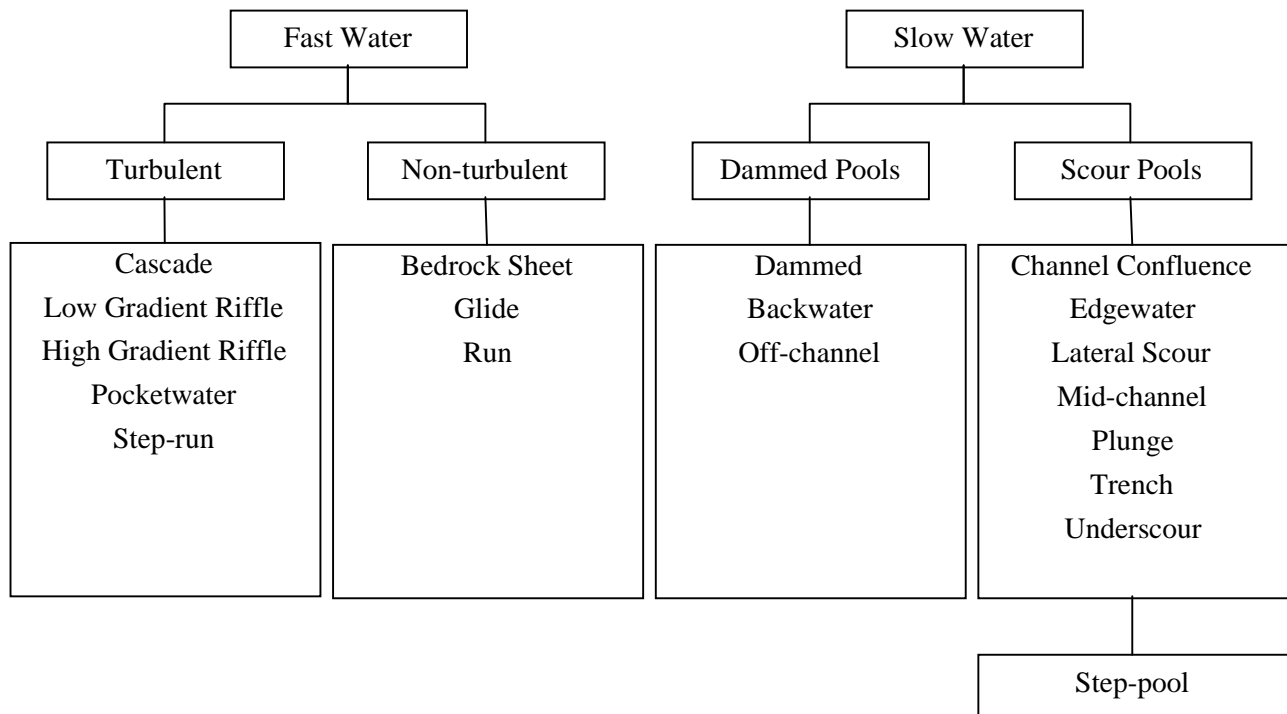 Fast Water
Slow Water
Turbulent
Non-turbulent
Dammed Pools
Scour Pools
Cascade
Low Gradient Riffle
High Gradient Riffle
Pocketwater
Step-run
Bedrock Sheet
Glide
Run
Dammed
Backwater
Off-channel
Channel Confluence
Edgewater
Lateral Scour
Mid-channel
Plunge
Trench
Underscour
Step-pool